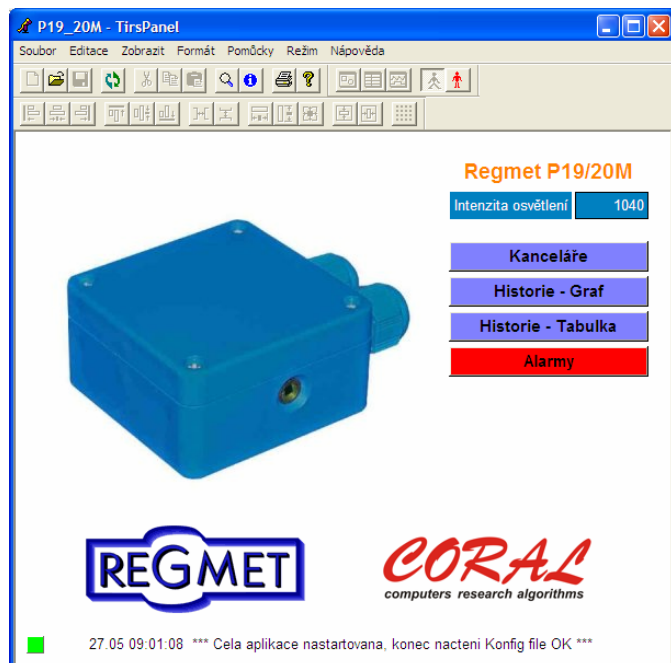 P19_20M - TirsPanel
Soubor Editace Zobrazit Formát Pomůcky Režim Nápověda
Regmet P19/20M
Intenzita osvětlení 1040
Kanceláře
Historie - Graf
Historie - Tabulka
Alarmy
REGMET
CORAL
computers research algorithms
27.05 09:01:08 *** Cela aplikace nastartovana, konec nacteni Konfig file OK ***